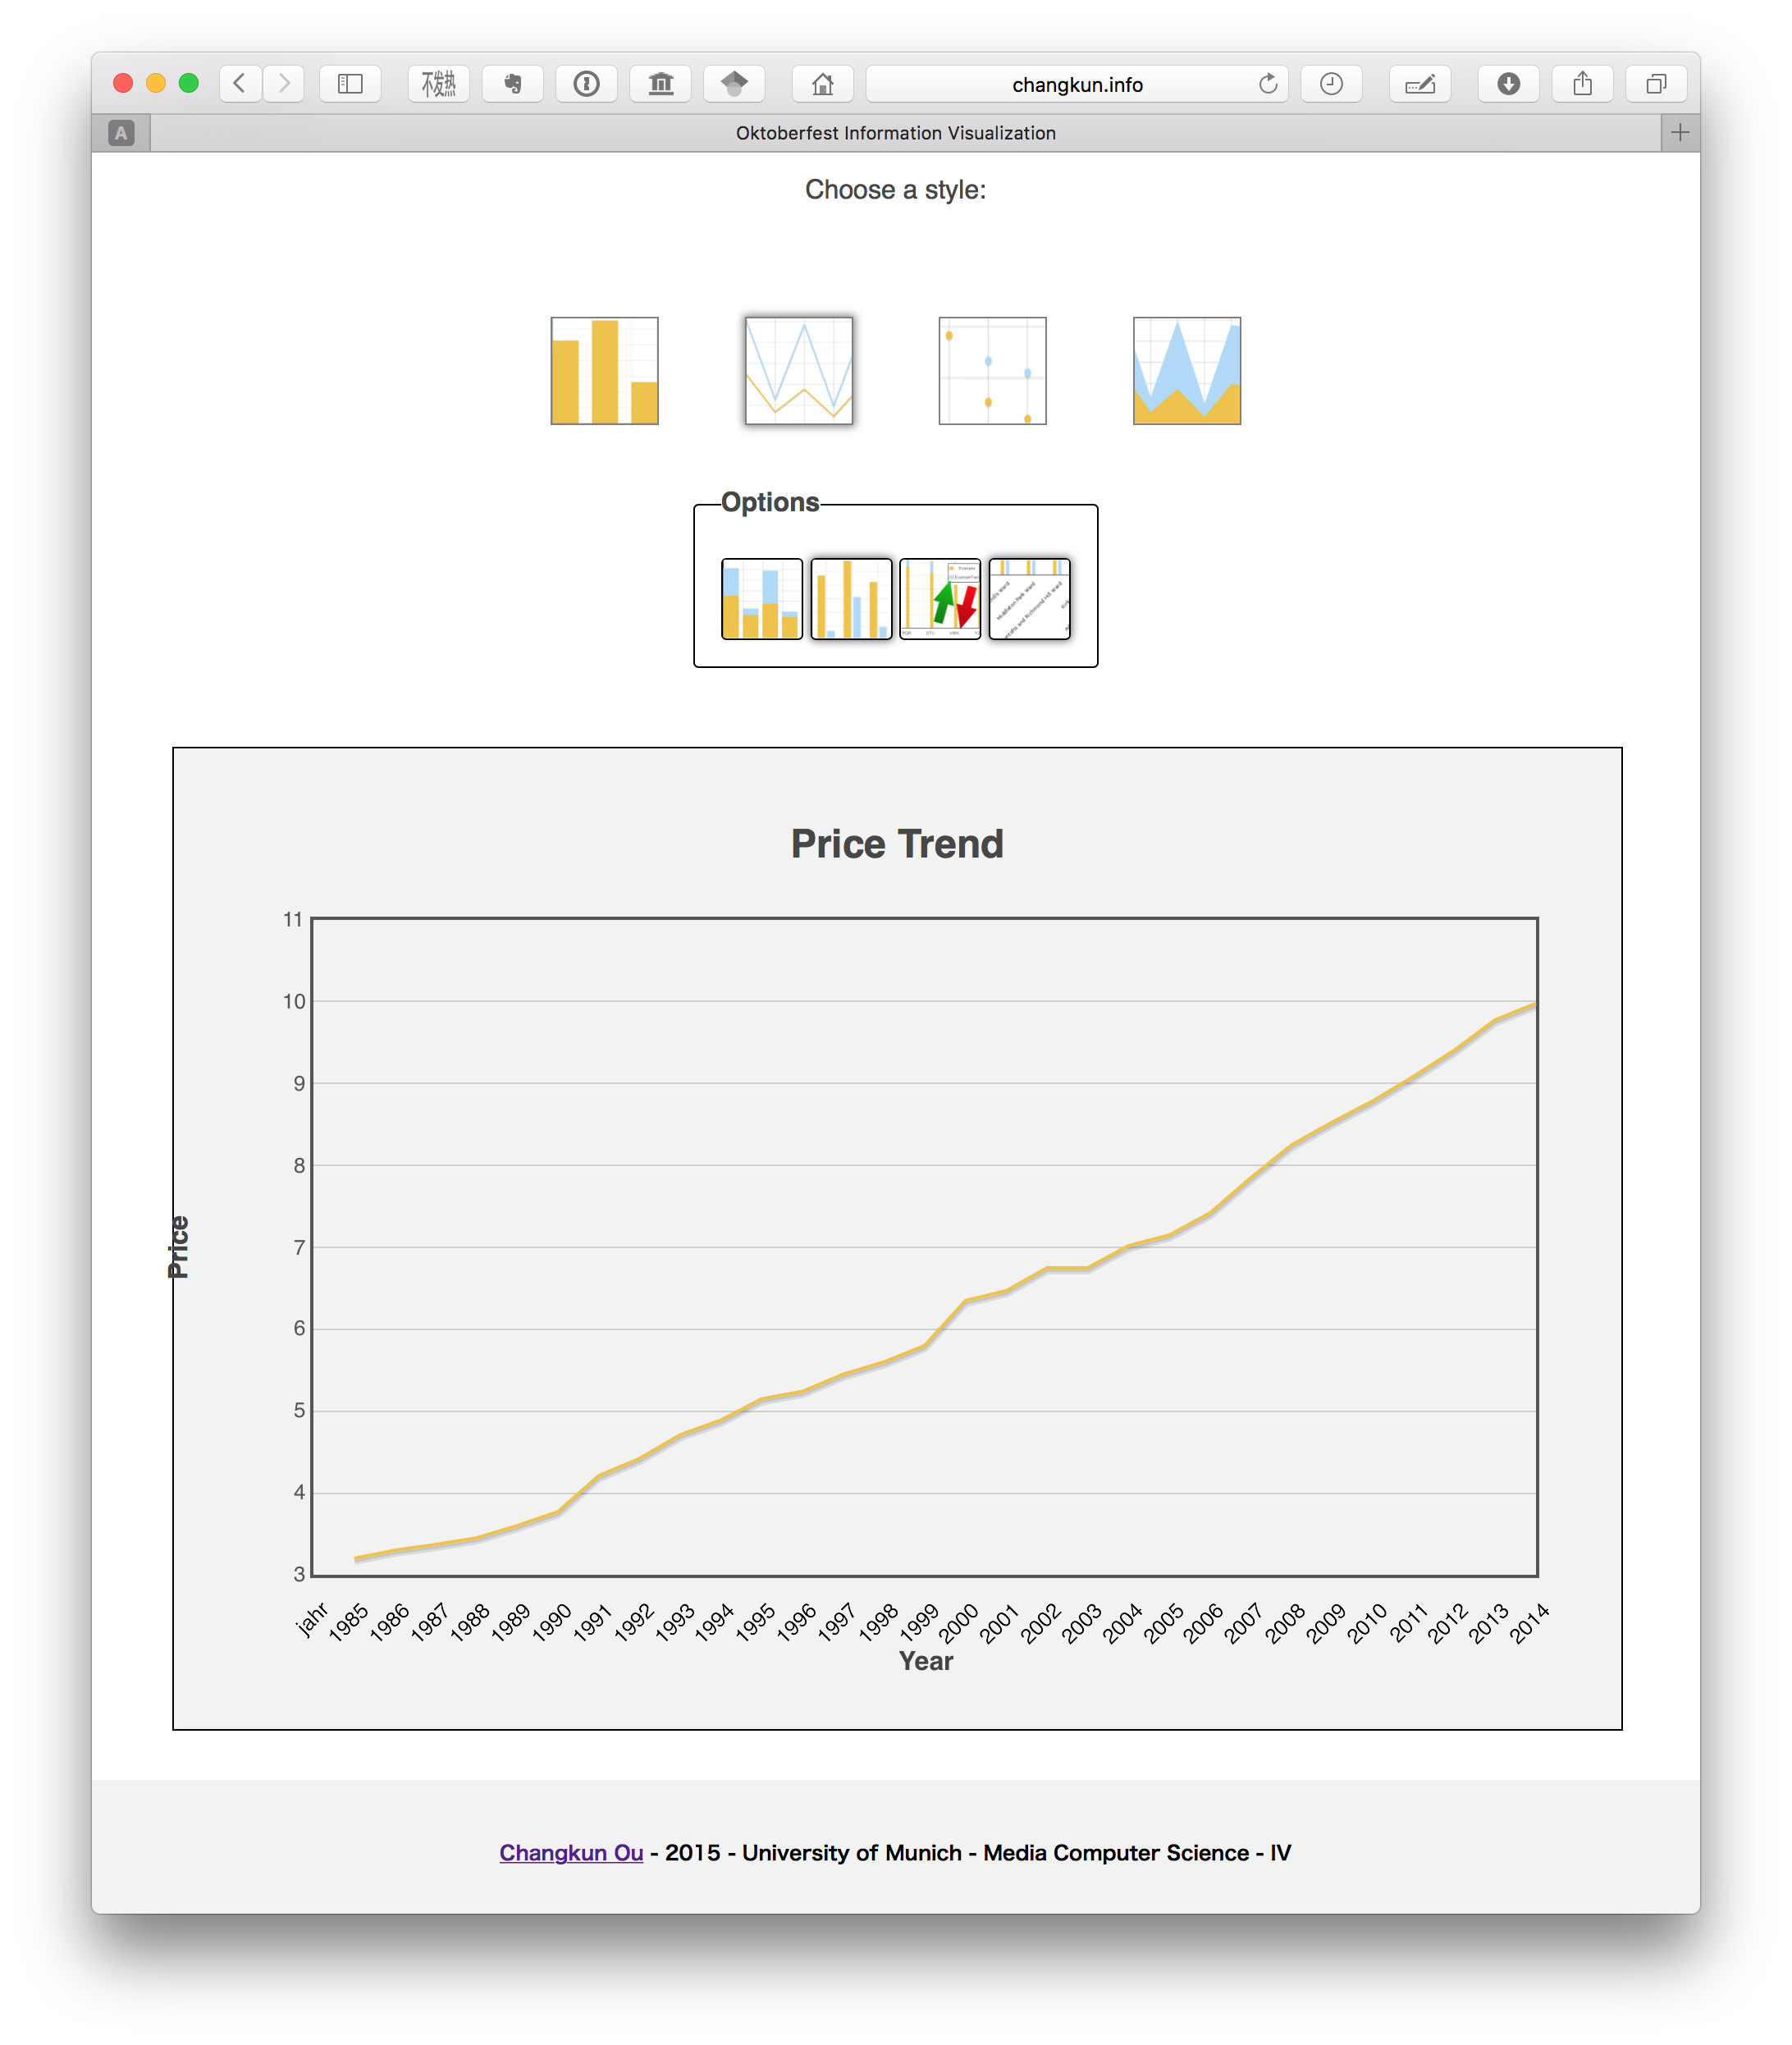 不发热
changkun.info
A
Oktoberfest Information Visualization
Choose a style:
Options
Price Trend
11
10
9
8
7
6
5
4
3
Price
jahr 1985 1986 1987 1988 1989 1990 1991 1992 1993 1994 1995 1996 1997 1998 1999 2000 2001 2002 2003 2004 2005 2006 2007 2008 2009 2010 2011 2012 2013 2014
Year
Changkun Ou - 2015 - University of Munich - Media Computer Science - IV